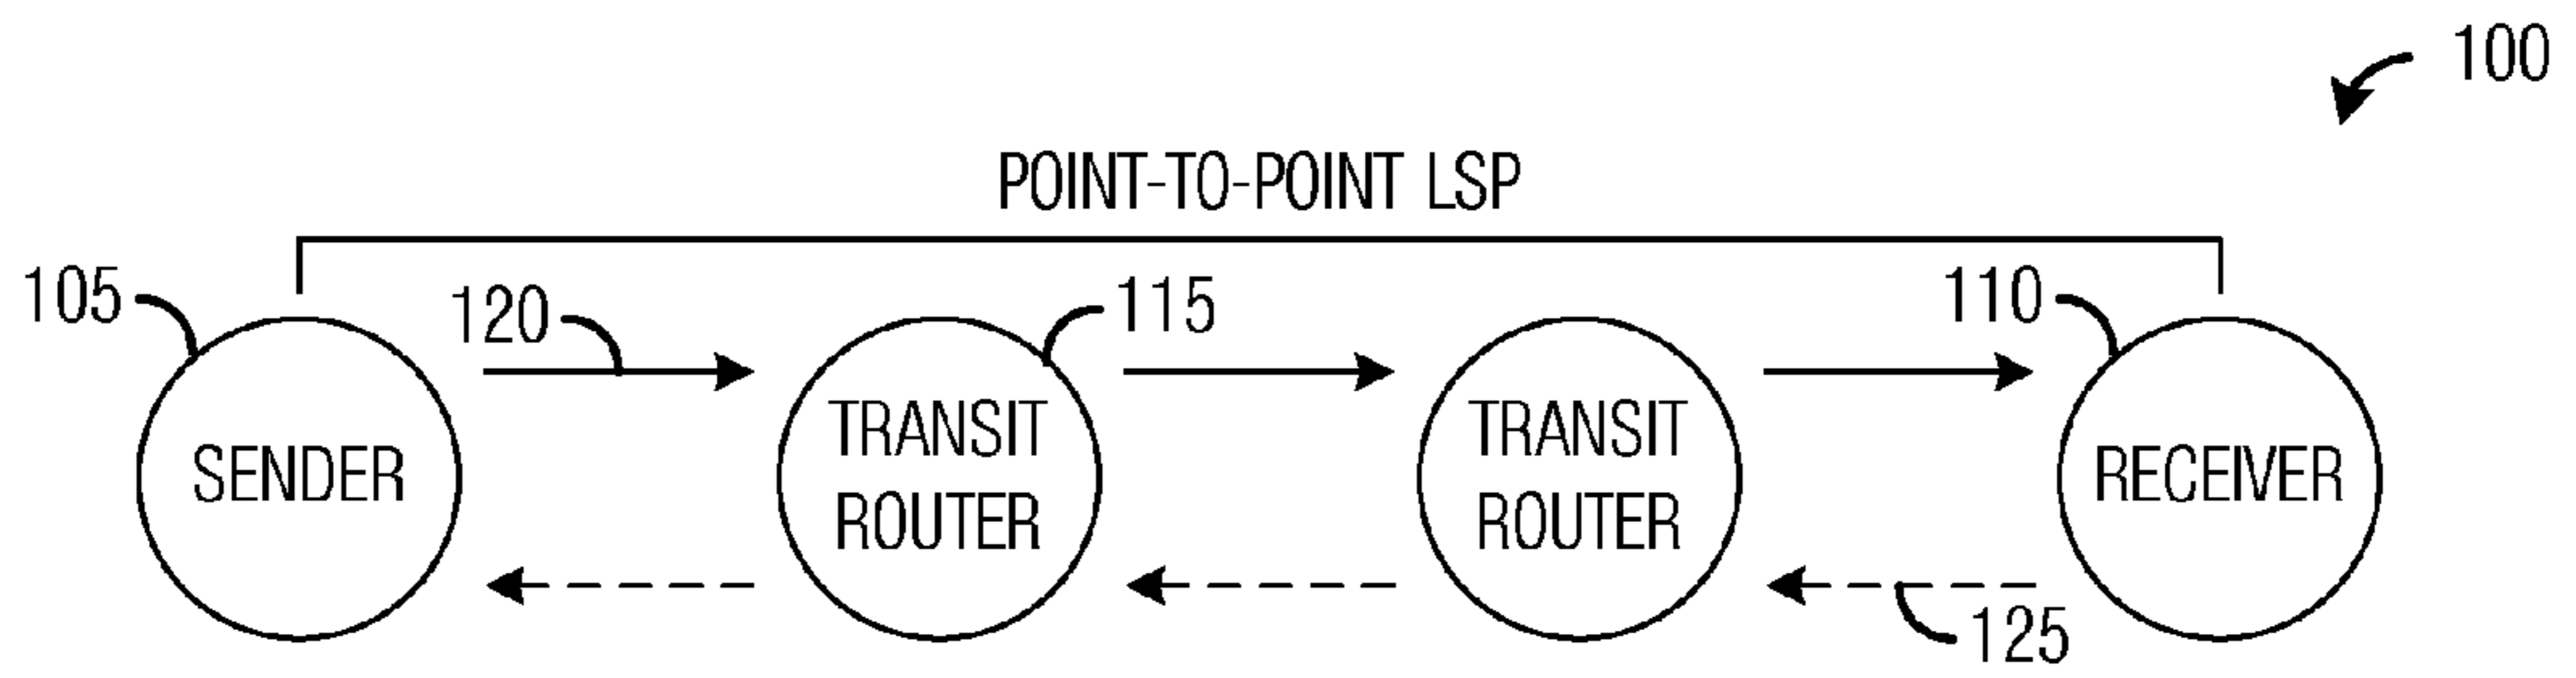 100
POINT-TO-POINT LSP
105
120
115
110
SENDER
TRANSIT
ROUTER
TRANSIT
ROUTER
RECEIVER
125